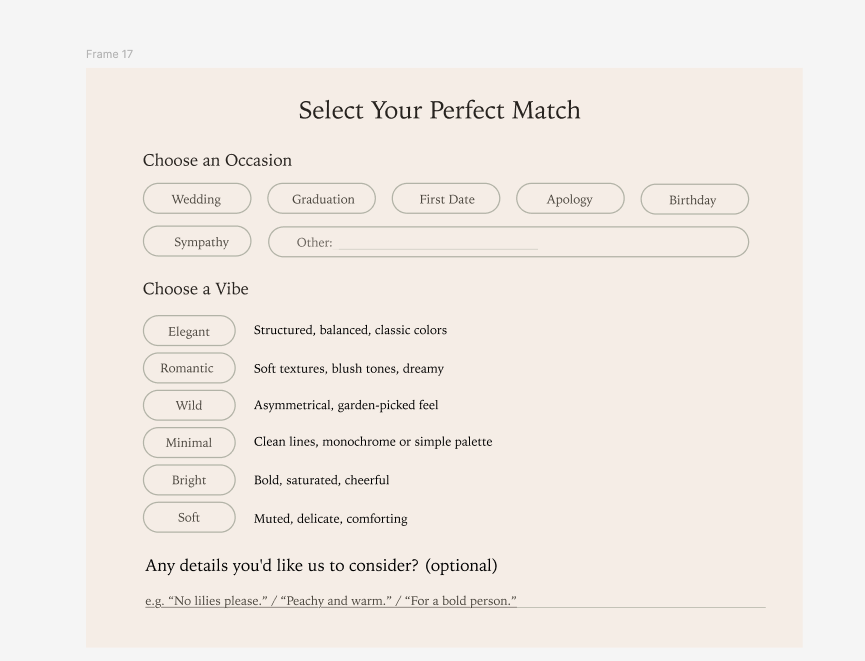 Frame 17
Select Your Perfect Match
Choose an Occasion
Wedding Graduation First Date Apology Birthday
Sympathy Other:
Choose a Vibe
Elegant Structured, balanced, classic colors
Romantic Soft textures, blush tones, dreamy
Wild Asymmetrical, garden-picked feel
Minimal Clean lines, monochrome or simple palette
Bright Bold, saturated, cheerful
Soft Muted, delicate, comforting
Any details you'd like us to consider? (optional)
e.g. “No lilies please.” / “Peachy and warm.” / “For a bold person.”